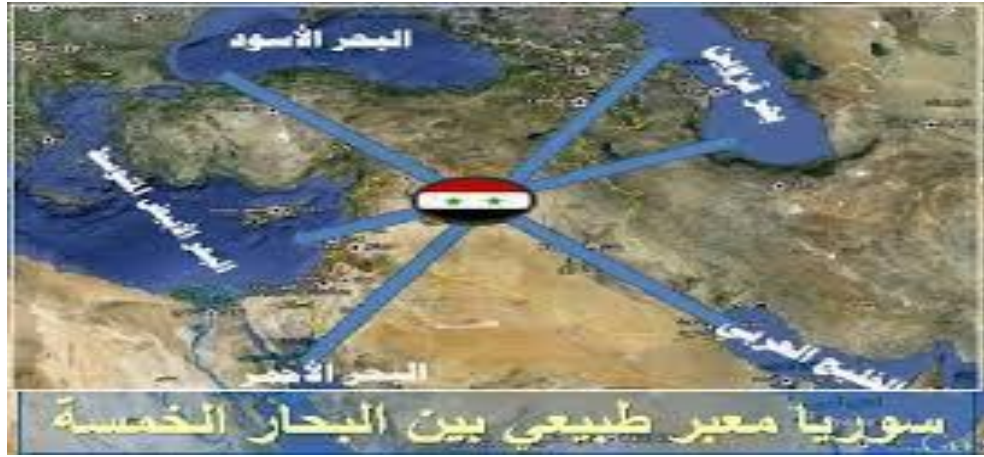 البحر الأسود
بحر قزوين
البحر الأبيض المتوسط
الخليج العربي
البحر الأحمر
سوريا معبر طبيعي بين البحار الخمسة